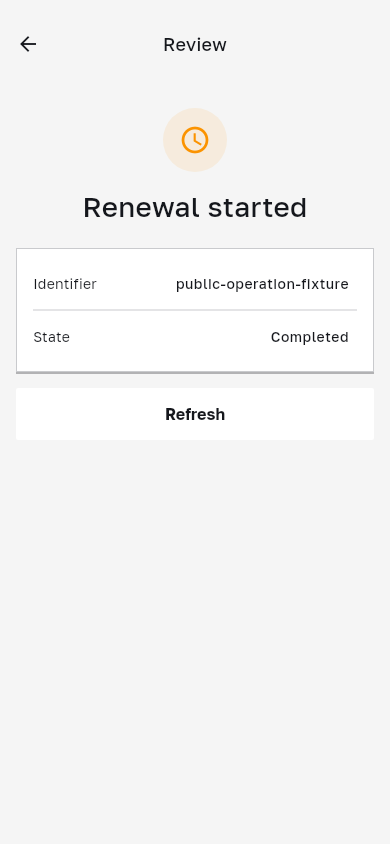 Review
Renewal started
Identifier public-operation-fixture
State Completed
Refresh